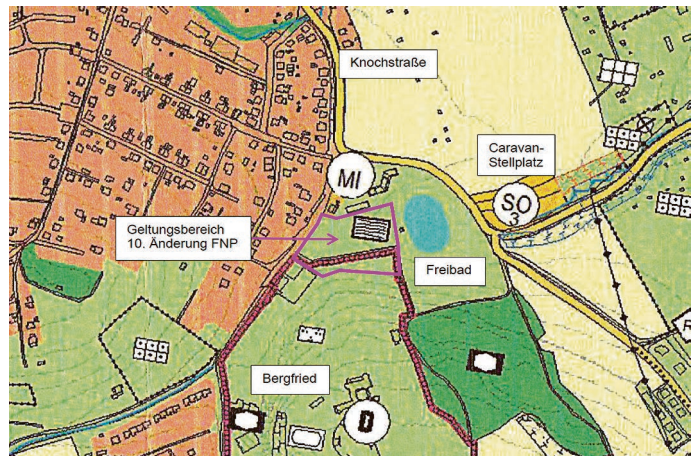 Knochstraße
Caravan-
Stellplatz
MI
SO
3
Geltungsbereich
10. Änderung FNP
Freibad
R
Bergfried
D